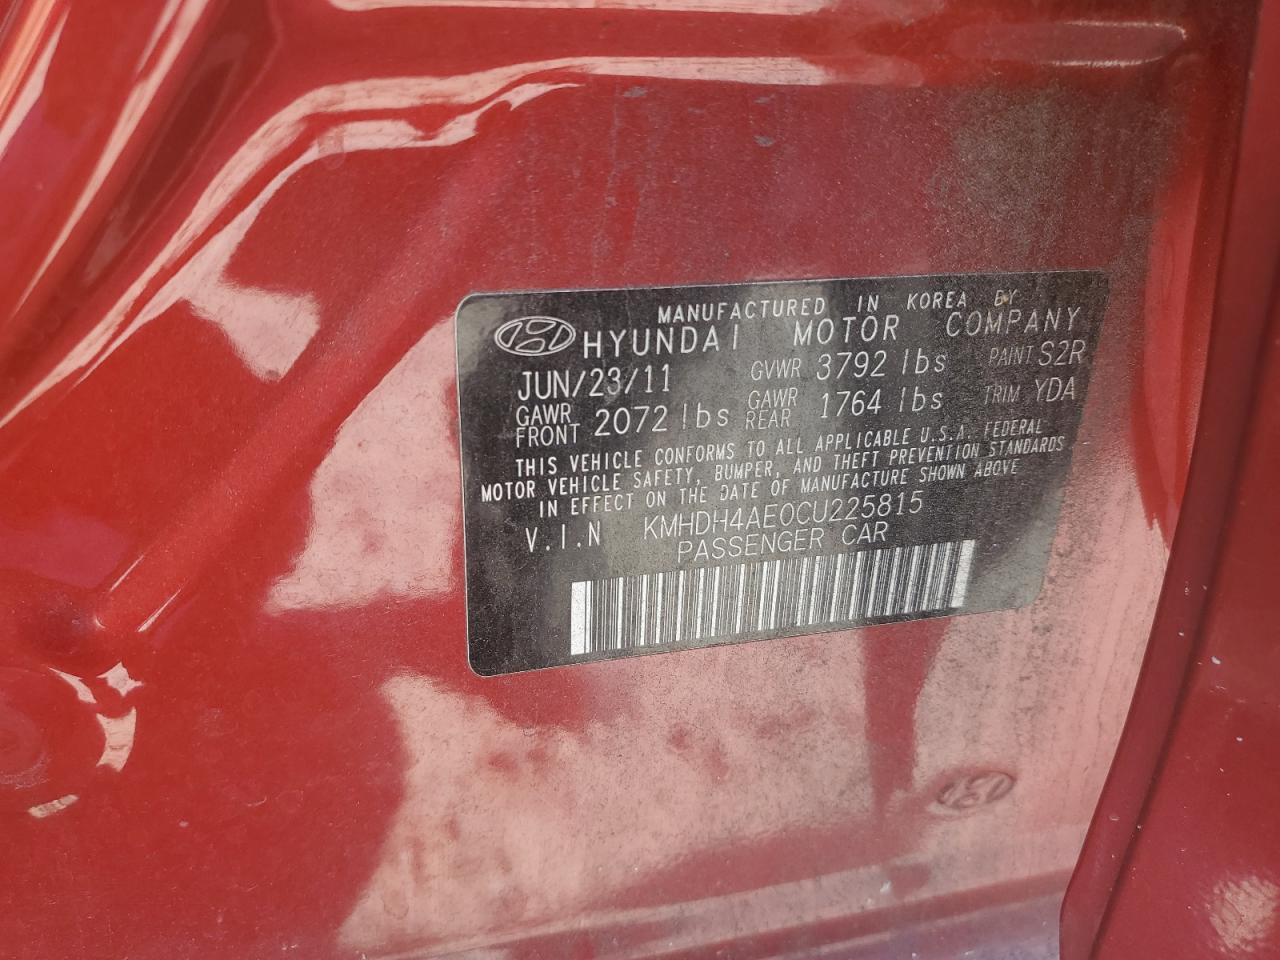 MANUFACTURED IN KOREA BY
HYUNDAI MOTOR COMPANY
JUN/23/11 GVWR 3792 lbs PAINT S2R
GAWR FRONT 2072 lbs GAWR REAR 1764 lbs TRIM YDA
THIS VEHICLE CONFORMS TO ALL APPLICABLE U.S.A. FEDERAL
MOTOR VEHICLE SAFETY, BUMPER, AND THEFT PREVENTION STANDARDS
IN EFFECT ON THE DATE OF MANUFACTURE SHOWN ABOVE
V.I.N KMHDH4AE0CU225815
PASSENGER CAR